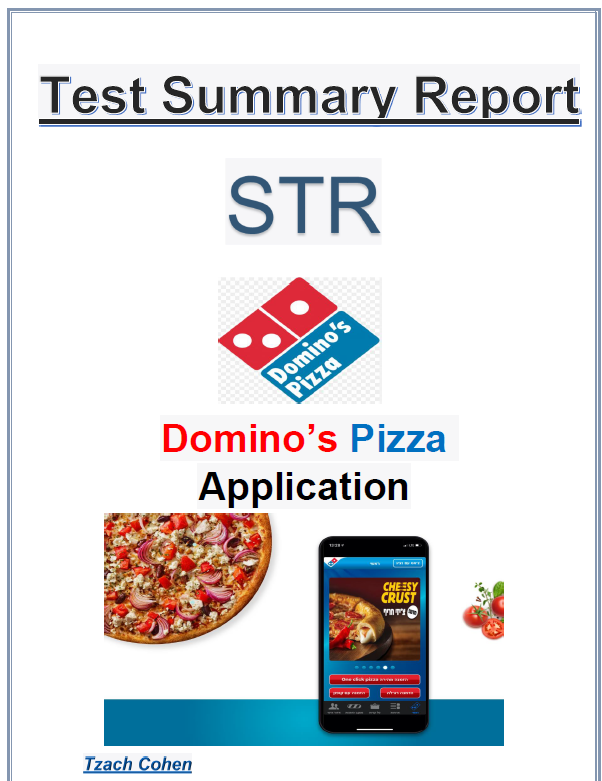 Test Summary Report
STR
Domino's
Pizza
Domino's Pizza
Application
CHEESY
CRUST
One click pizza
Tzach Cohen